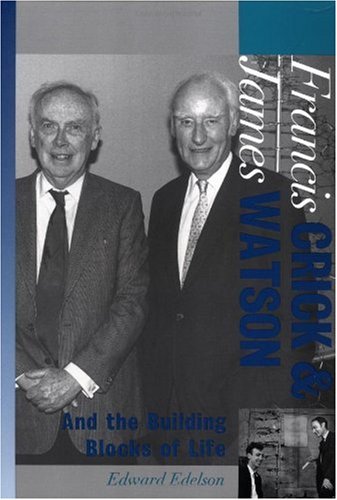 Francis CRICK &
James WATSON
And the Building
Blocks of Life
Edward Edelson